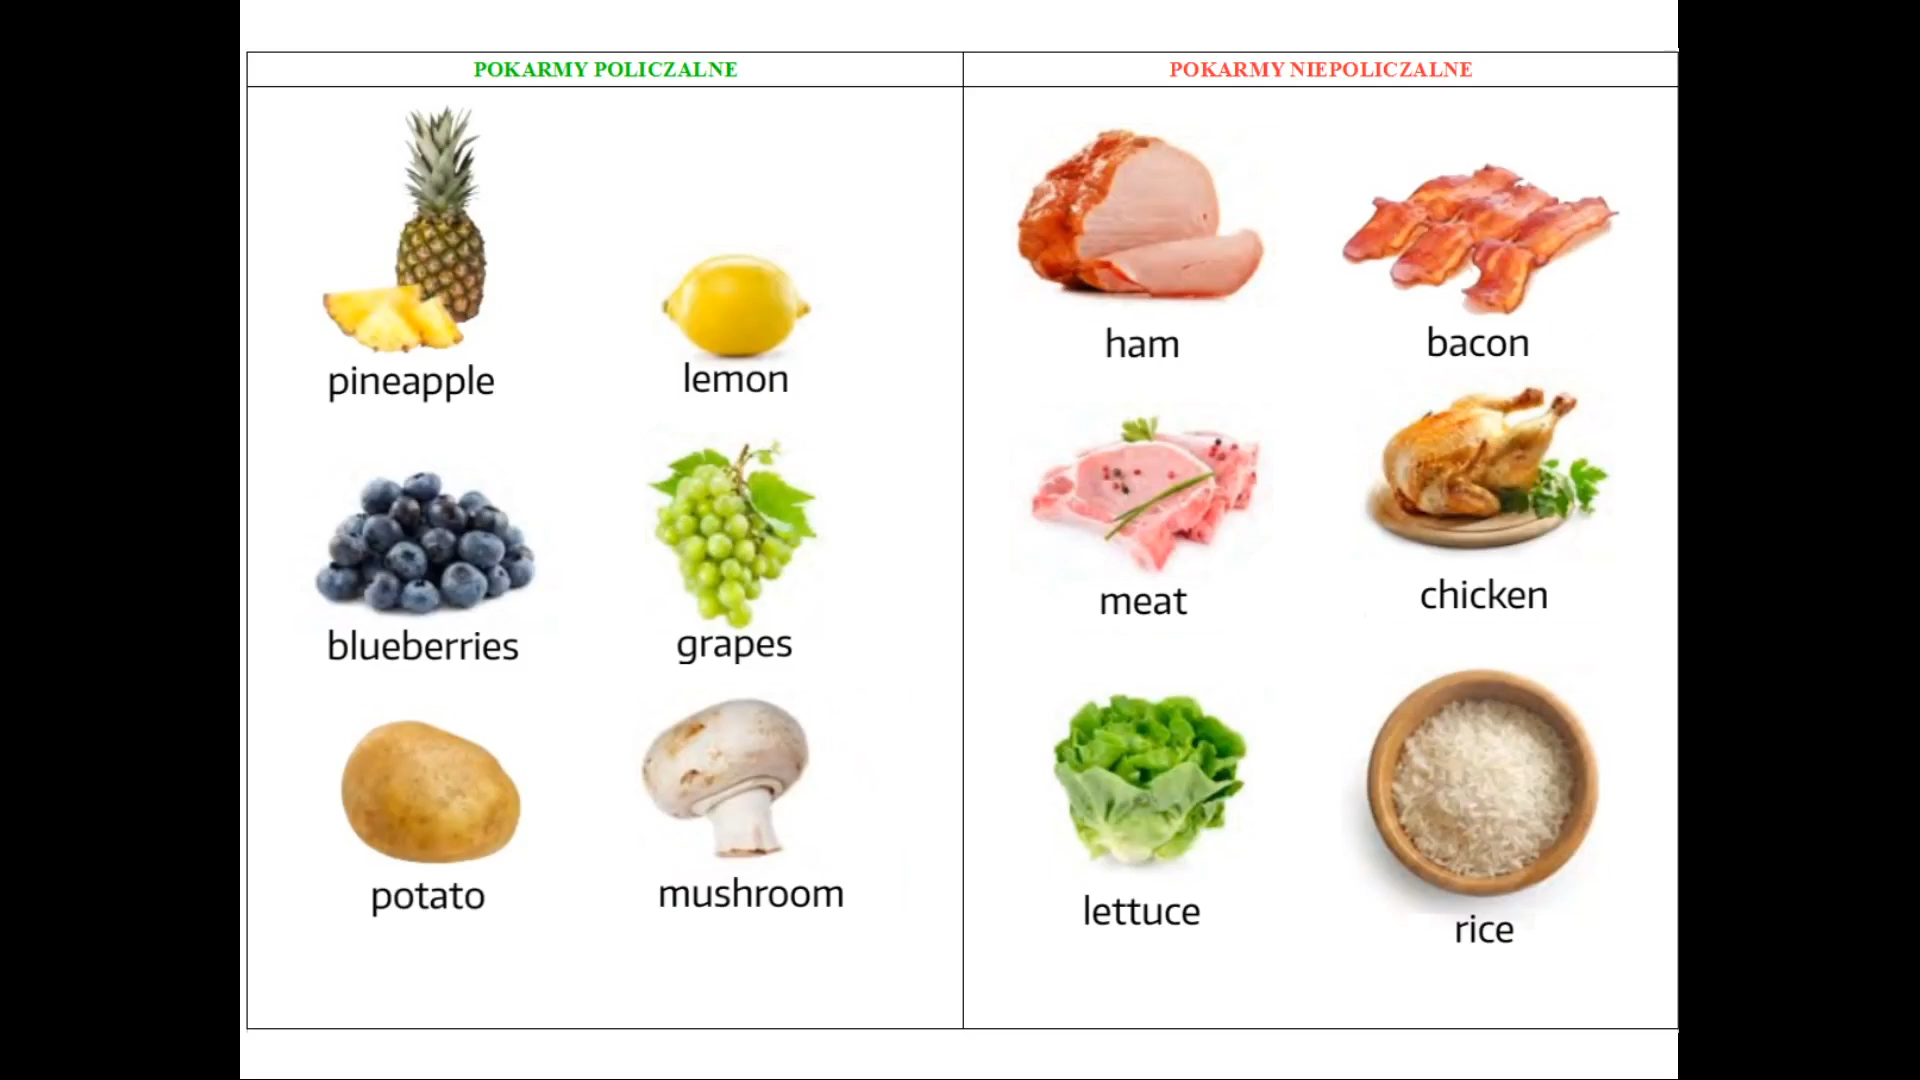 POKARMY POLICZALNE
POKARMY NIEPOLICZALNE
pineapple
lemon
blueberries
grapes
potato
mushroom
ham
bacon
meat
chicken
lettuce
rice